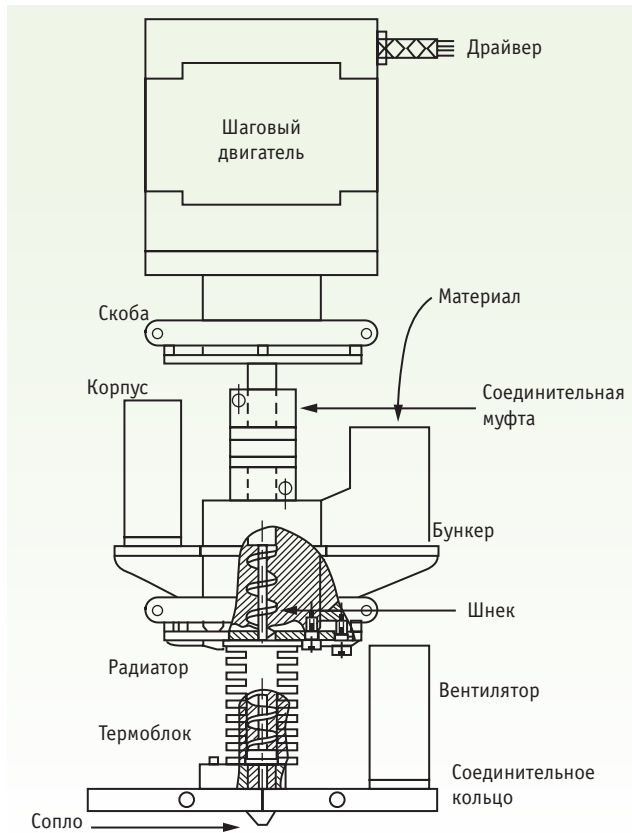 Драйвер
Шаговый
двигатель
Скоба
Материал
Корпус
Соединительная
муфта
Бункер
Шнек
Радиатор
Вентилятор
Термоблок
Соединительное
кольцо
Сопло